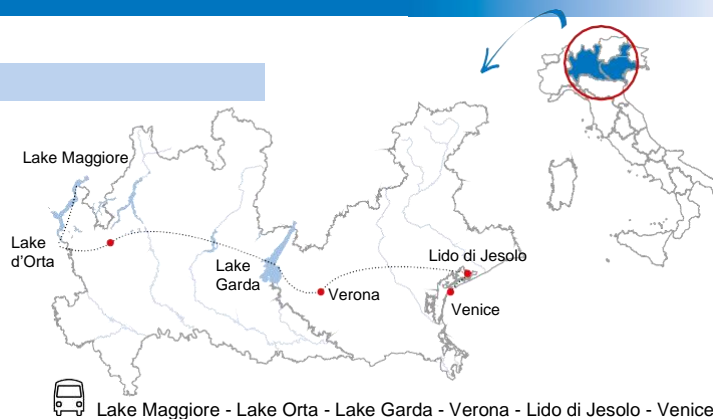 Lake Maggiore
Lake
d’Orta
Lake
Garda
Verona
Lido di Jesolo
Venice
Lake Maggiore - Lake Orta - Lake Garda - Verona - Lido di Jesolo - Venice